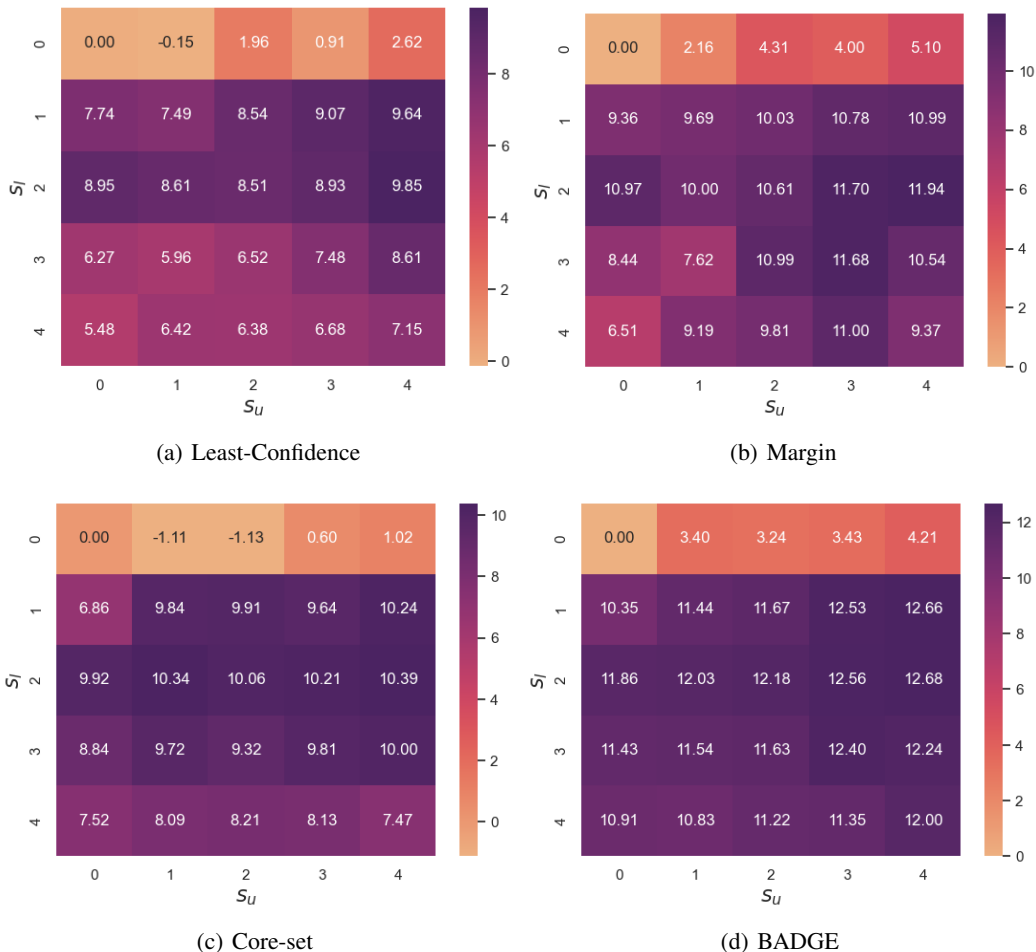 0 0.00 -0.15 1.96 0.91 2.62
1 7.74 7.49 8.54 9.07 9.64
2 8.95 8.61 8.51 8.93 9.85
3 6.27 5.96 6.52 7.48 8.61
4 5.48 6.42 6.38 6.68 7.15
s_l
0 1 2 3 4
s_u
8
6
4
2
0
(a) Least-Confidence
0 0.00 2.16 4.31 4.00 5.10
1 9.36 9.69 10.03 10.78 10.99
2 10.97 10.00 10.61 11.70 11.94
3 8.44 7.62 10.99 11.68 10.54
4 6.51 9.19 9.81 11.00 9.37
s_l
0 1 2 3 4
s_u
10
8
6
4
2
0
(b) Margin
0 0.00 -1.11 -1.13 0.60 1.02
1 6.86 9.84 9.91 9.64 10.24
2 9.92 10.34 10.06 10.21 10.39
3 8.84 9.72 9.32 9.81 10.00
4 7.52 8.09 8.21 8.13 7.47
s_l
0 1 2 3 4
s_u
10
8
6
4
2
0
(c) Core-set
0 0.00 3.40 3.24 3.43 4.21
1 10.35 11.44 11.67 12.53 12.66
2 11.86 12.03 12.18 12.56 12.68
3 11.43 11.54 11.63 12.40 12.24
4 10.91 10.83 11.22 11.35 12.00
s_l
0 1 2 3 4
s_u
12
10
8
6
4
2
0
(d) BADGE